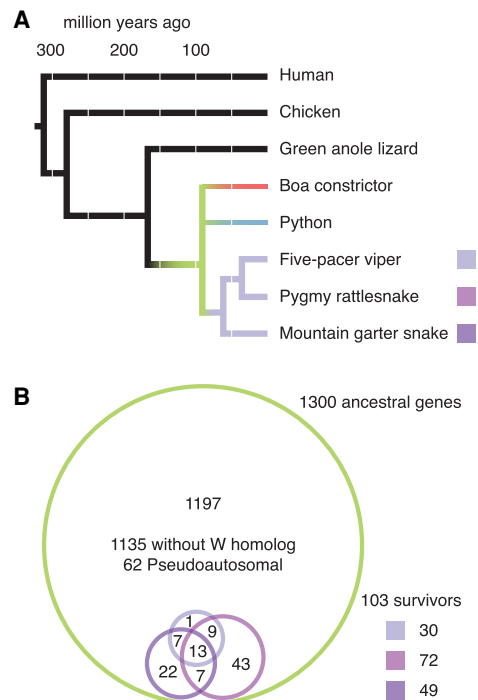 A
million years ago
300 200 100
Human
Chicken
Green anole lizard
Boa constrictor
Python
Five-pacer viper
Pygmy rattlesnake
Mountain garter snake
B
1300 ancestral genes
1197
1135 without W homolog
62 Pseudoautosomal
103 survivors
30
72
49
1
7
9
13
22
7
43